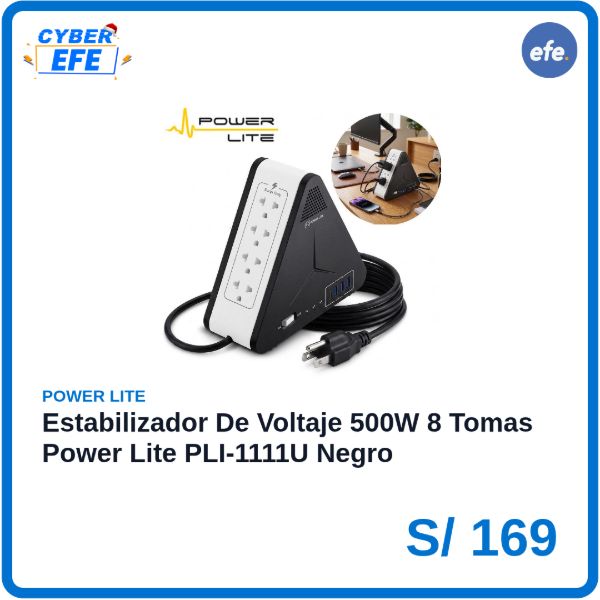 CYBER
EFE
efe.
POWER
LITE
POWER LITE
Estabilizador De Voltaje 500W 8 Tomas
Power Lite PLI-1111U Negro
S/ 169